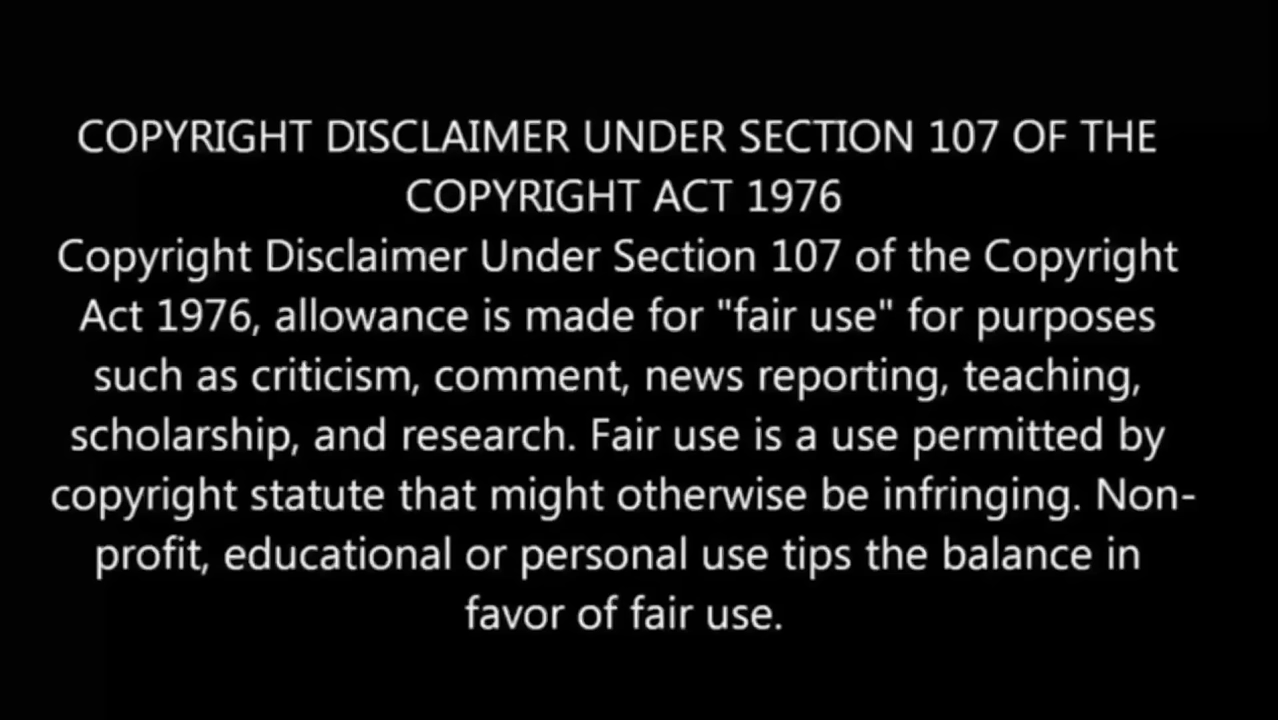 COPYRIGHT DISCLAIMER UNDER SECTION 107 OF THE
COPYRIGHT ACT 1976
Copyright Disclaimer Under Section 107 of the Copyright
Act 1976, allowance is made for "fair use" for purposes
such as criticism, comment, news reporting, teaching,
scholarship, and research. Fair use is a use permitted by
copyright statute that might otherwise be infringing. Non-
profit, educational or personal use tips the balance in
favor of fair use.